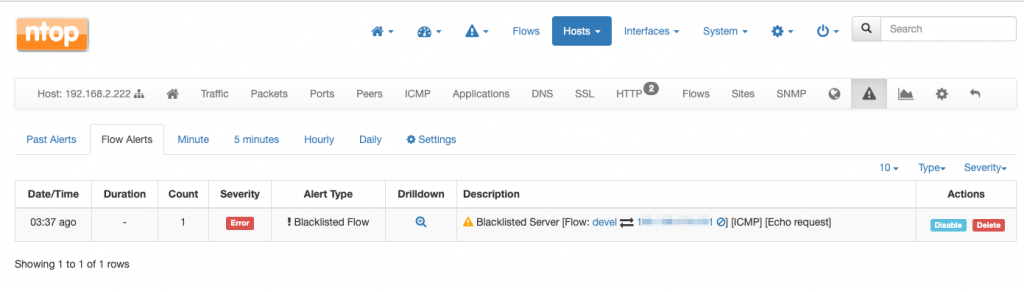 ntop
Flows Hosts Interfaces System Search
Host: 192.168.2.222 Traffic Packets Ports Peers ICMP Applications DNS SSL HTTP 2 Flows Sites SNMP
Past Alerts Flow Alerts Minute 5 minutes Hourly Daily Settings
10 Type Severity
Date/Time Duration Count Severity Alert Type Drilldown Description Actions
03:37 ago - 1 Error ! Blacklisted Flow Blacklisted Server [Flow: devel 1 1 ] [ICMP] [Echo request] Disable Delete
Showing 1 to 1 of 1 rows